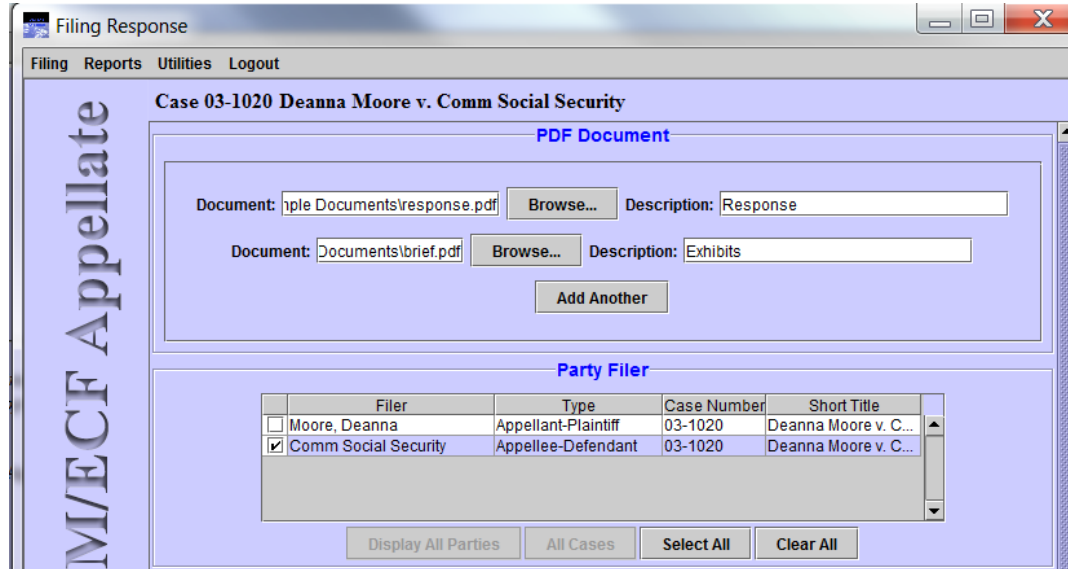 Filing Response
Filing Reports Utilities Logout
M/ECF Appellate
Case 03-1020 Deanna Moore v. Comm Social Security
PDF Document
Document: nple Documents\response.pdf Browse... Description: Response
Document: Documents\brief.pdf Browse... Description: Exhibits
Add Another
Party Filer
Filer Type Case Number Short Title
Moore, Deanna Appellant-Plaintiff 03-1020 Deanna Moore v. C...
Comm Social Security Appellee-Defendant 03-1020 Deanna Moore v. C...
Display All Parties All Cases Select All Clear All